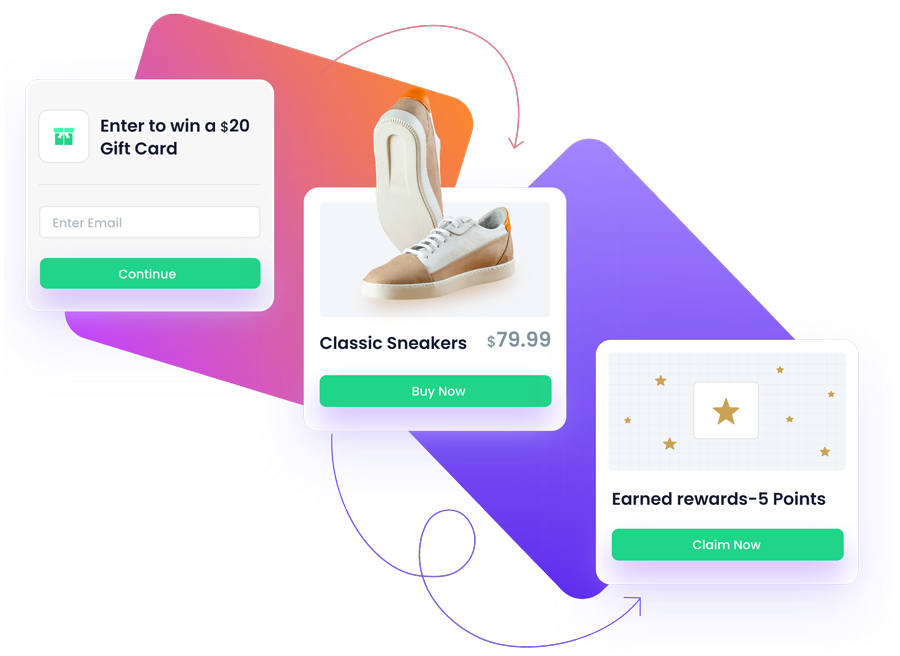 Enter to win a $20
Gift Card
Enter Email
Continue
Classic Sneakers $79.99
Buy Now
Earned rewards-5 Points
Claim Now